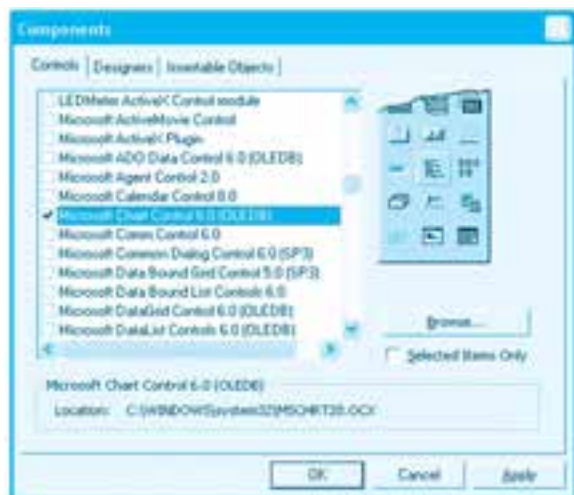 Components
Controls Designers Insertable Objects
LEDMeter ActiveX Control module
Microsoft ActiveMovie Control
Microsoft ActiveX Plugin
Microsoft ADO Data Control 6.0 (OLEDB)
Microsoft Agent Control 2.0
Microsoft Calendar Control 8.0
Microsoft Chart Control 6.0 (OLEDB)
Microsoft Comm Control 6.0
Microsoft Common Dialog Control 6.0 (SP3)
Microsoft Data Bound Grid Control 5.0 (SP3)
Microsoft Data Bound List Controls 6.0
Microsoft DataGrid Control 6.0 (OLEDB)
Microsoft DataList Controls 6.0 (OLEDB)
Browse...
Selected Items Only
Microsoft Chart Control 6.0 (OLEDB)
Location: C:\WINDOWS\system32\MSCHRT20.OCX
OK Cancel Apply